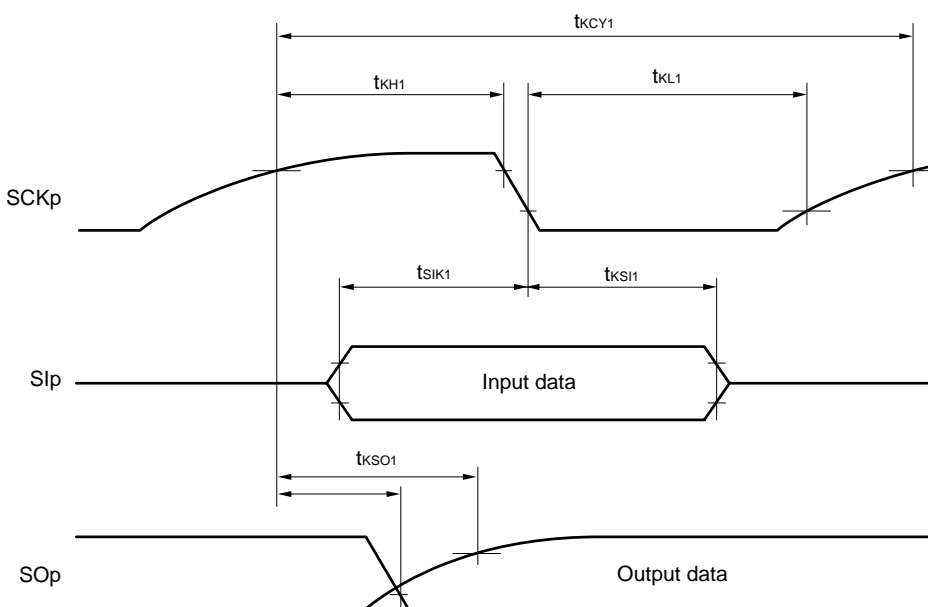 tKCY1
tKH1
tKL1
SCKp
tSIK1
tKSI1
SIp
Input data
tKSO1
SOp
Output data